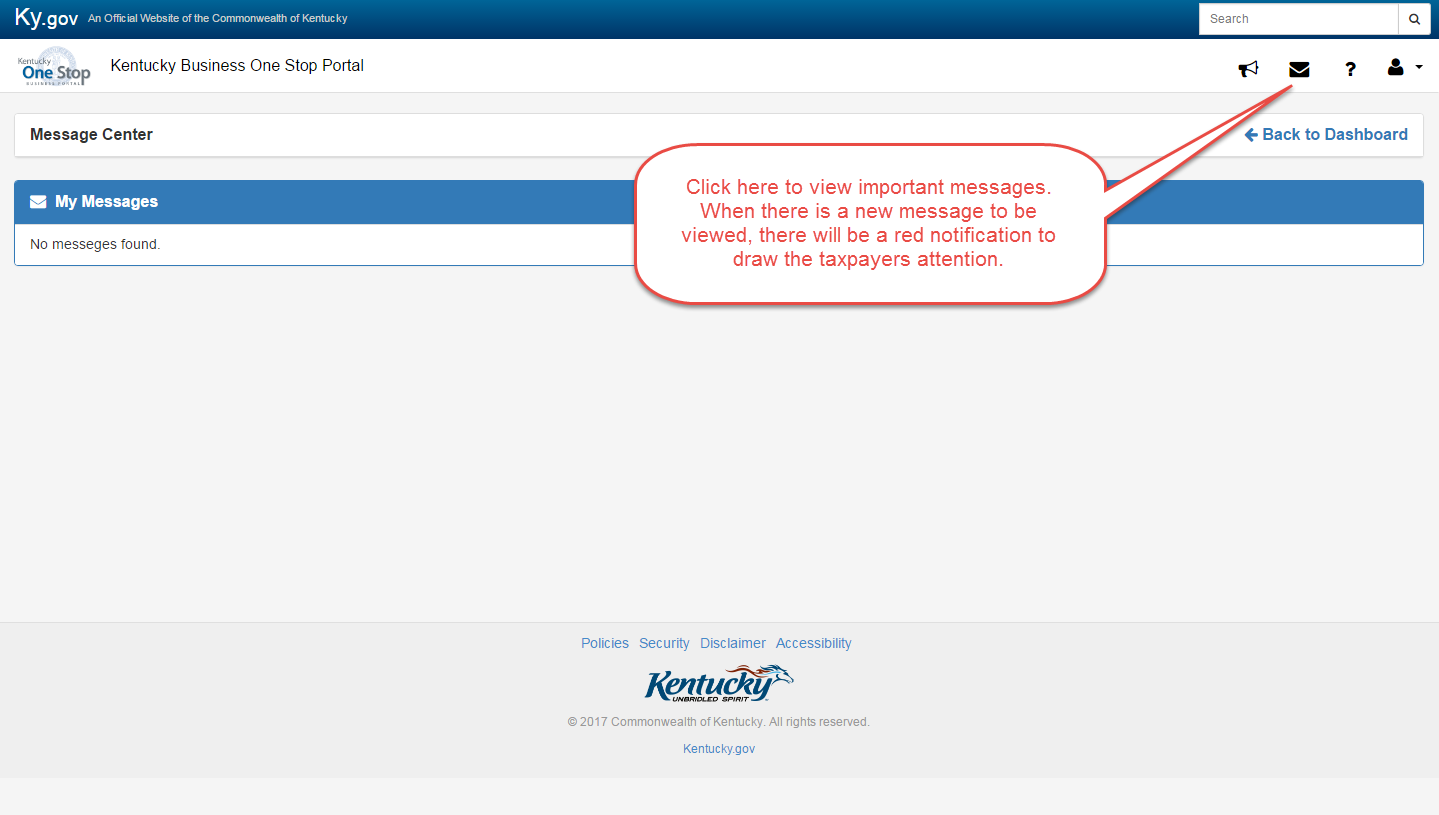 Ky.gov An Official Website of the Commonwealth of Kentucky
Search
Kentucky
One Stop
BUSINESS PORTAL
Kentucky Business One Stop Portal
?
Message Center
Back to Dashboard
My Messages
No messeges found.
Click here to view important messages.
When there is a new message to be
viewed, there will be a red notification to
draw the taxpayers attention.
Policies Security Disclaimer Accessibility
Kentucky
UNBRIDLED SPIRIT
© 2017 Commonwealth of Kentucky. All rights reserved.
Kentucky.gov